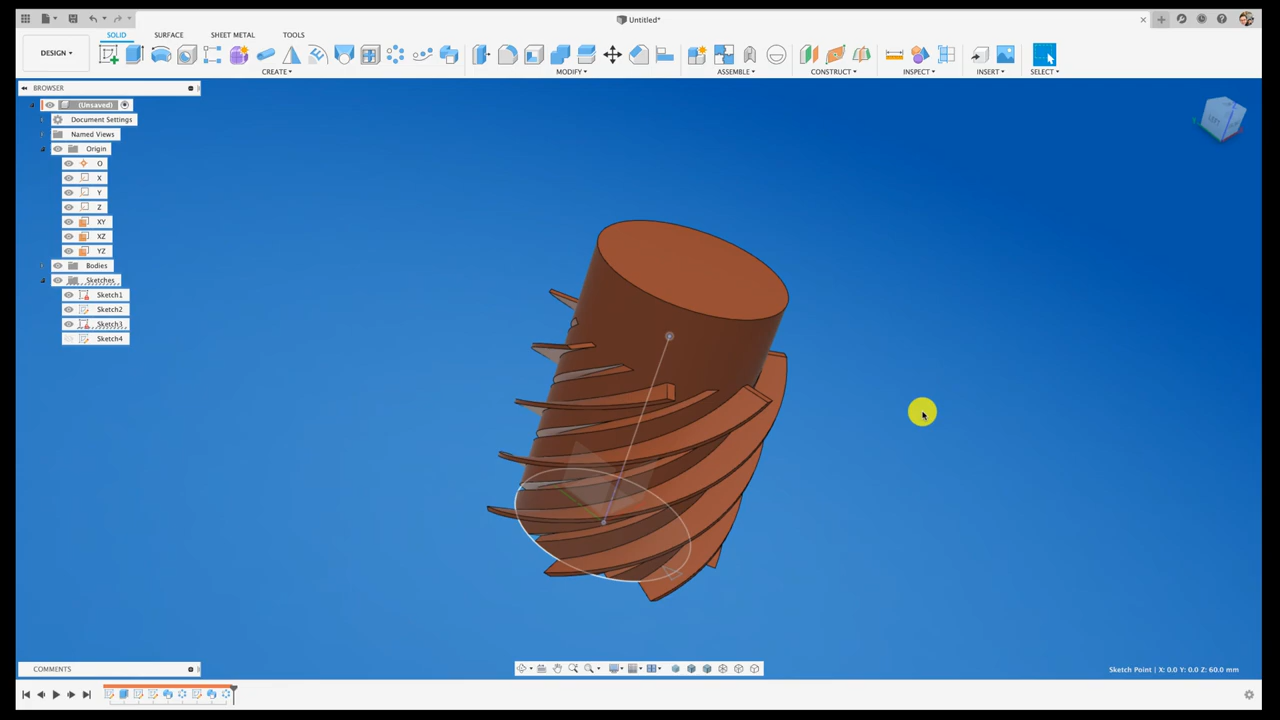 Untitled*
SOLID SURFACE SHEET METAL TOOLS
DESIGN ▾
CREATE ▾ MODIFY ▾ ASSEMBLE ▾ CONSTRUCT ▾ INSPECT ▾ INSERT ▾ SELECT ▾
BROWSER
(Unsaved)
Document Settings
Named Views
Origin
O
X
Y
Z
XY
XZ
YZ
Bodies
Sketches
Sketch1
Sketch2
Sketch3
Sketch4
COMMENTS
Sketch Point | X: 0.0 Y: 0.0 Z: 60.0 mm